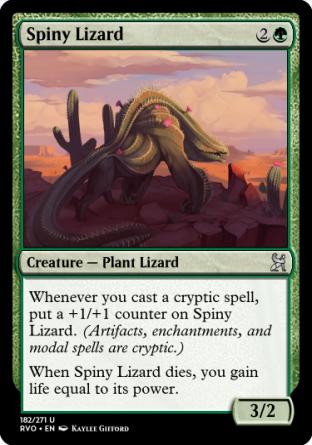 Spiny Lizard 2
Creature — Plant Lizard
Whenever you cast a cryptic spell,
put a +1/+1 counter on Spiny
Lizard. (Artifacts, enchantments, and
modal spells are cryptic.)
When Spiny Lizard dies, you gain
life equal to its power.
3/2
182/271 U
RVO • EN Kaylee Gifford